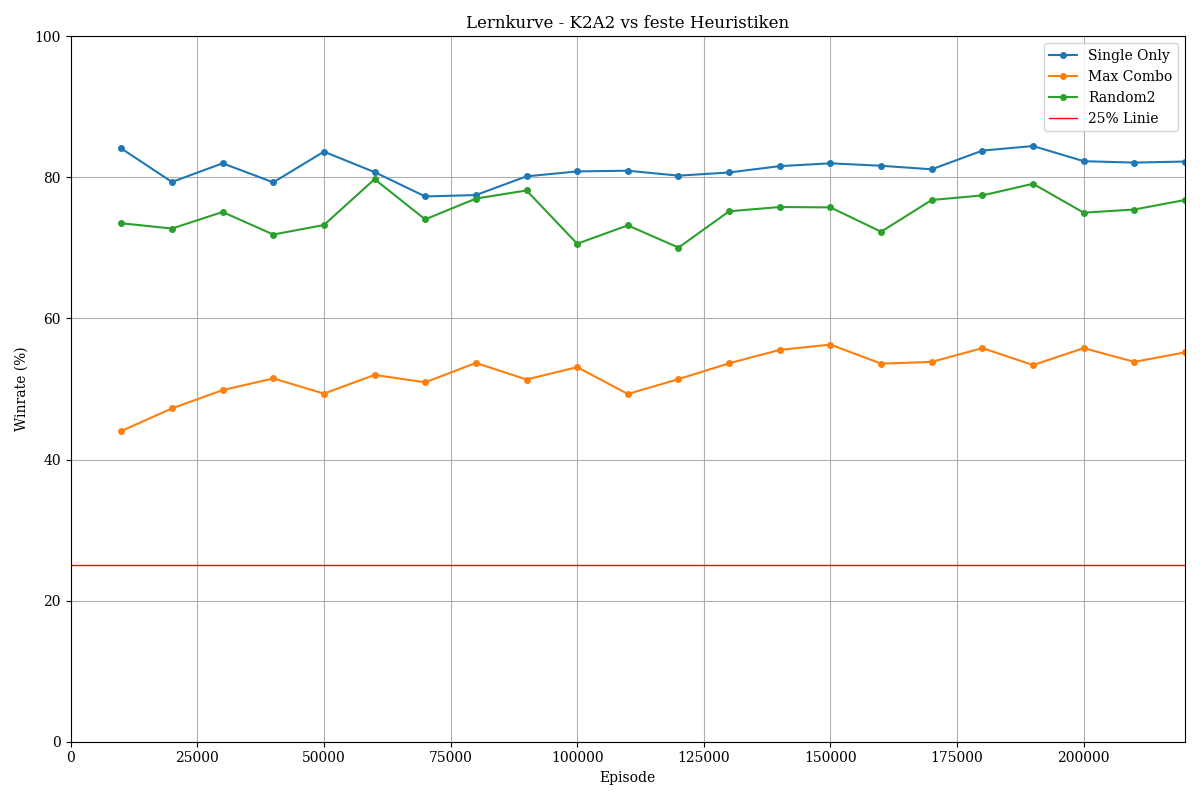 Lernkurve - K2A2 vs feste Heuristiken
100
80
60
40
20
0
Winrate (%)
Single Only
Max Combo
Random2
25% Linie
0 25000 50000 75000 100000 125000 150000 175000 200000
Episode